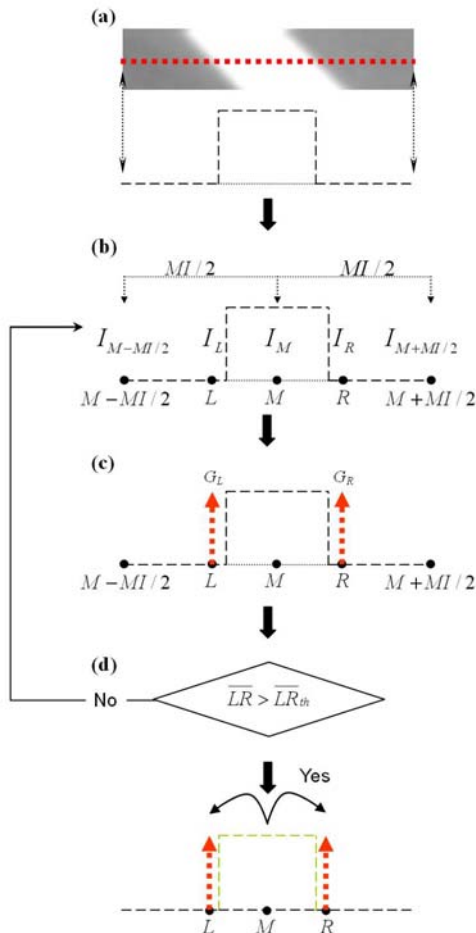 (a)
(b)
MI / 2 MI / 2
I_{M−MI/2} I_L I_M I_R I_{M+MI/2}
M − MI / 2 L M R M + MI / 2
(c)
G_L G_R
M − MI / 2 L M R M + MI / 2
(d)
No \overline{LR} > \overline{LR}_{th}
Yes
L M R